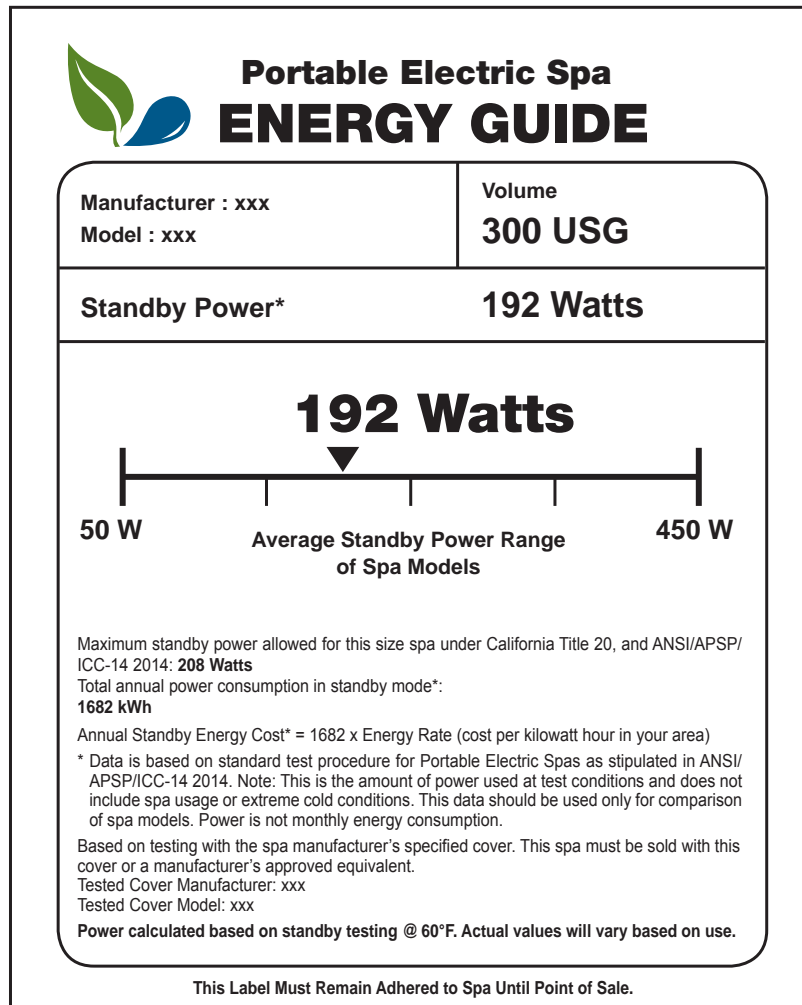 Portable Electric Spa
ENERGY GUIDE
Manufacturer : xxx
Model : xxx
Volume
300 USG
Standby Power*
192 Watts
192 Watts
50 W
450 W
Average Standby Power Range
of Spa Models
Maximum standby power allowed for this size spa under California Title 20, and ANSI/APSP/
ICC-14 2014: 208 Watts
Total annual power consumption in standby mode*:
1682 kWh
Annual Standby Energy Cost* = 1682 x Energy Rate (cost per kilowatt hour in your area)
* Data is based on standard test procedure for Portable Electric Spas as stipulated in ANSI/
APSP/ICC-14 2014. Note: This is the amount of power used at test conditions and does not
include spa usage or extreme cold conditions. This data should be used only for comparison
of spa models. Power is not monthly energy consumption.
Based on testing with the spa manufacturer's specified cover. This spa must be sold with this
cover or a manufacturer's approved equivalent.
Tested Cover Manufacturer: xxx
Tested Cover Model: xxx
Power calculated based on standby testing @ 60°F. Actual values will vary based on use.
This Label Must Remain Adhered to Spa Until Point of Sale.